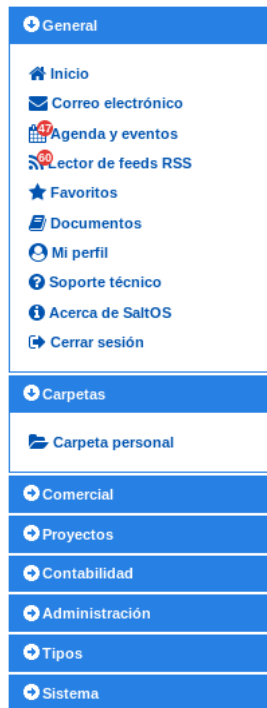 General
Inicio
Correo electrónico
47
Agenda y eventos
60
Lector de feeds RSS
Favoritos
Documentos
Mi perfil
Soporte técnico
Acerca de SaltOS
Cerrar sesión
Carpetas
Carpeta personal
Comercial
Proyectos
Contabilidad
Administración
Tipos
Sistema